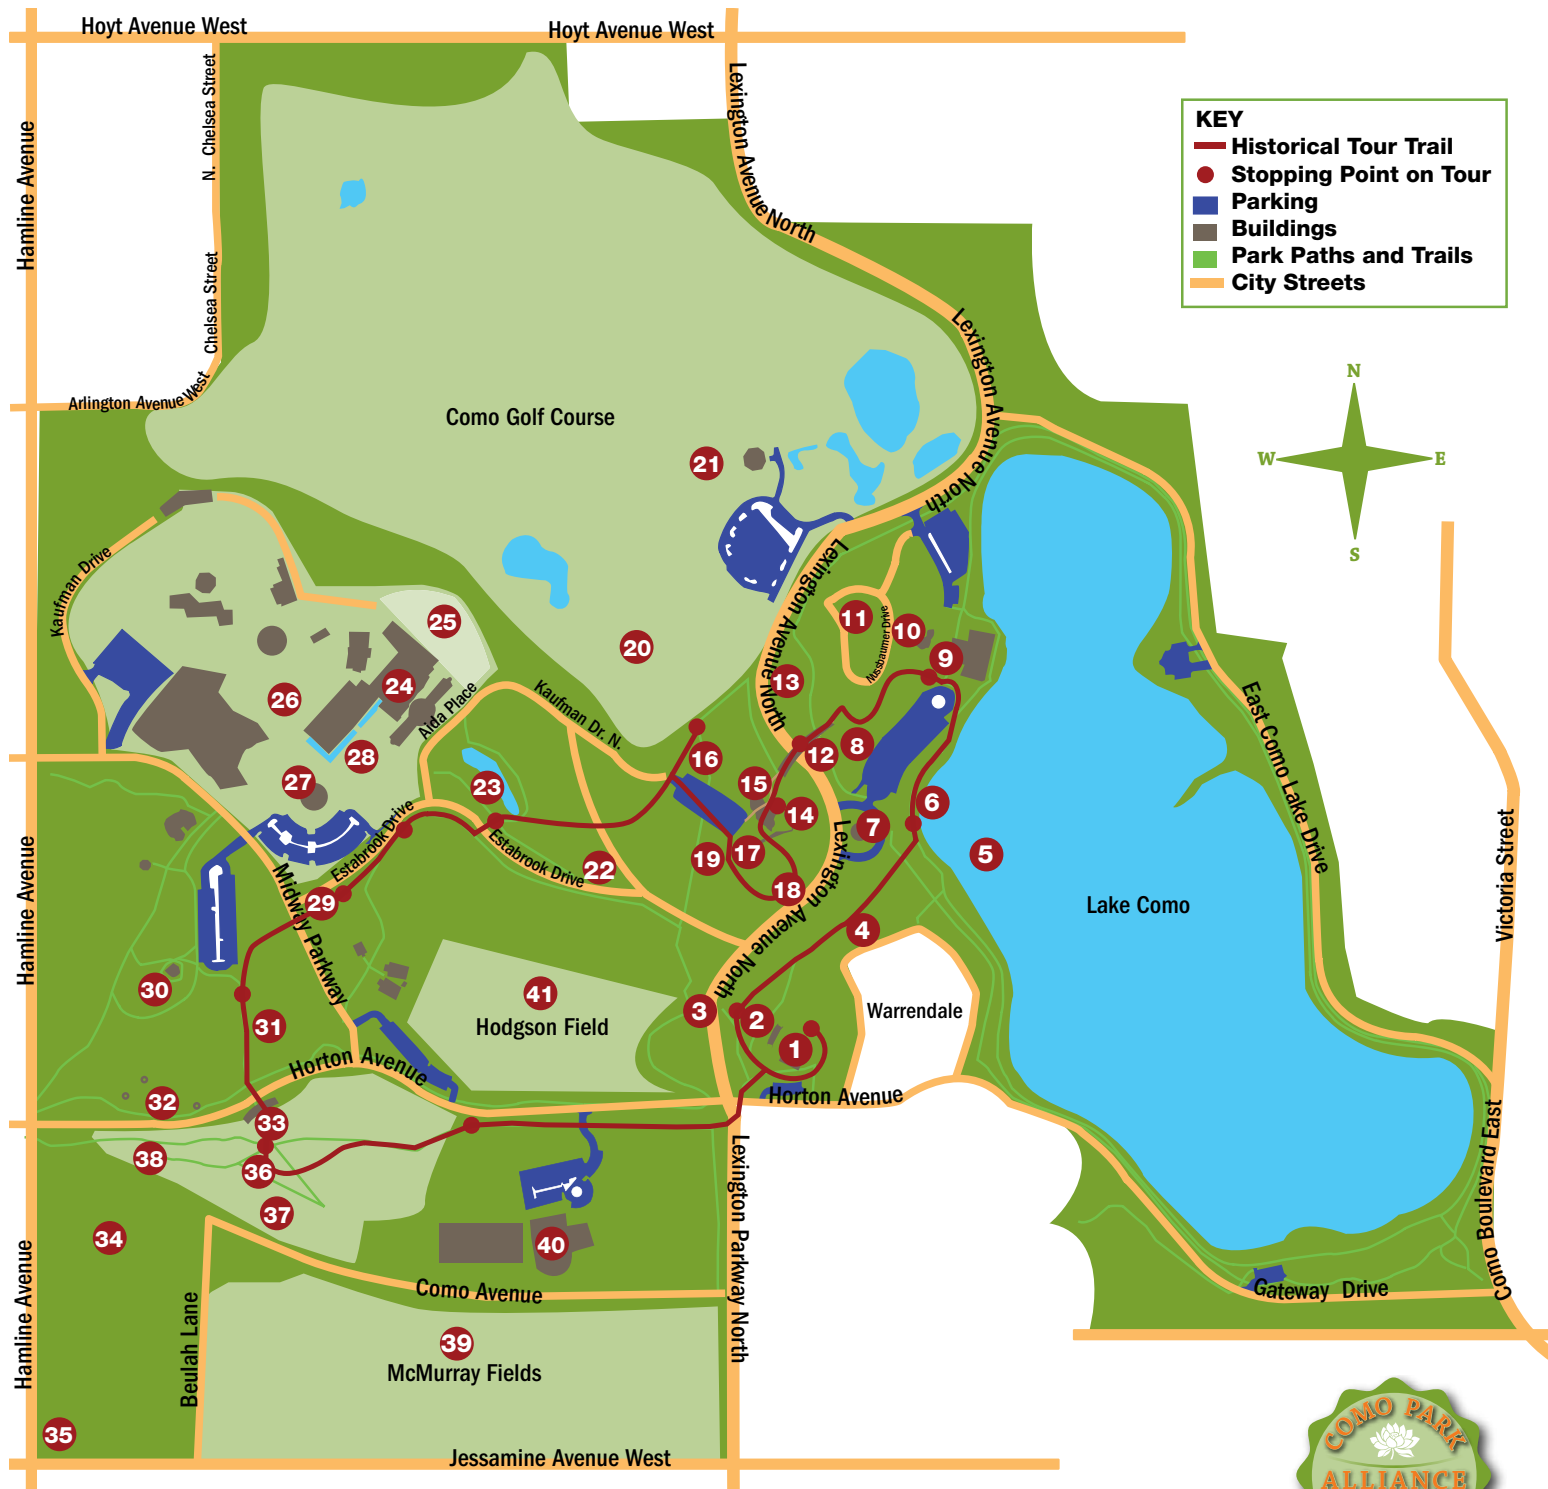 Hoyt Avenue West
Hoyt Avenue West
N. Chelsea Street
Lexington Avenue North
Hamline Avenue
KEY
Historical Tour Trail
Stopping Point on Tour
Parking
Buildings
Park Paths and Trails
City Streets
Chelsea Street
Lexington Avenue North
Arlington Avenue West
N
W
E
S
Como Golf Course
21
Lexington Avenue North
Kaufman Drive
25
11
10
Nussbaumer Drive
20
9
24
13
26
Aida Place
Kaufman Dr. N.
East Como Lake Drive
28
16
12
8
27
23
15
14
6
7
Estabrook Drive
Estabrook Drive
22
19
17
5
18
Lexington Avenue North
29
Midway Parkway
Lake Como
Victoria Street
Hamline Avenue
4
30
41
3
2
Warrendale
31
Hodgson Field
1
Horton Avenue
Horton Avenue
32
33
38
36
37
34
40
Lexington Parkway North
Como Boulevard East
Como Avenue
Gateway Drive
Hamline Avenue
Beulah Lane
39
McMurray Fields
35
Jessamine Avenue West
COMO PARK
ALLIANCE